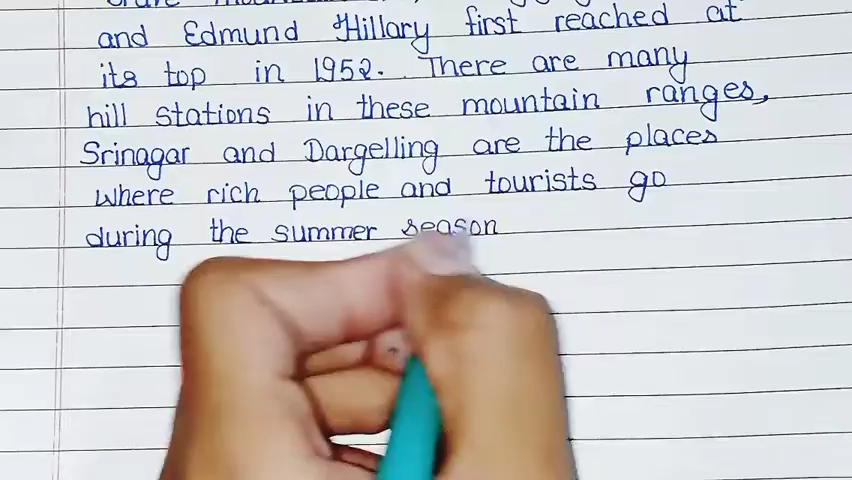 and Edmund Hillary first reached at
its top in 1952. There are many
hill stations in these mountain ranges,
Srinagar and Dargelling are the places
where rich people and tourists go
during the summer season